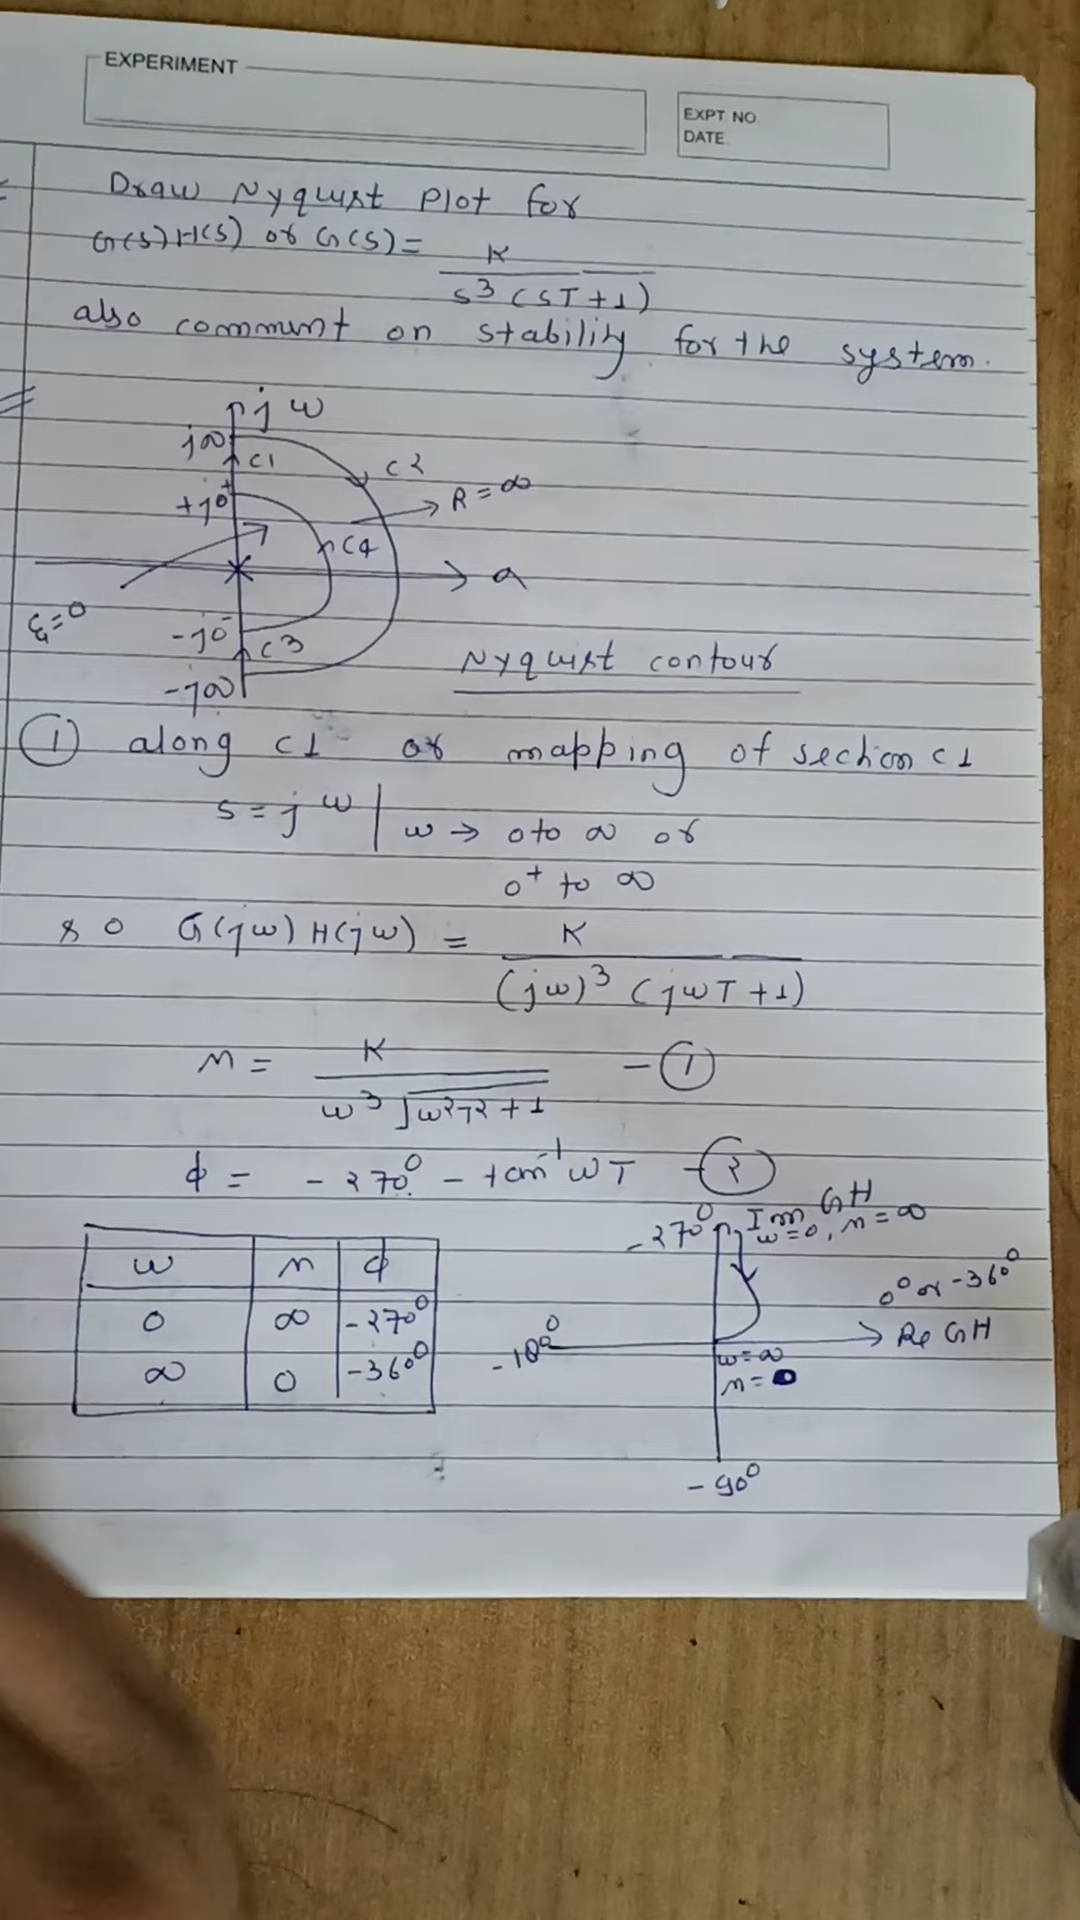 EXPERIMENT
EXPT. NO.
DATE
Draw Nyquist Plot for
G(s)H(s) or G(s) = K
s³(sT+1)
also comment on stability for the system.
jω
j∞
C1
C2
+j0⁺
R = ∞
C4
σ
ε=0
-j0⁻
C3
-j∞
Nyquist contour
① along C1 or mapping of section C1
s = jω | ω → 0 to ∞ or
0⁺ to ∞
so G(jω) H(jω) = K
(jω)³ (jωT+1)
M = K — ①
ω³ √ω²T²+1
φ = -270° - tan⁻¹ωT — ②
-270° Im GH
ω=0, M=∞
ω M φ
0 ∞ -270°
∞ 0 -360°
0° or -360°
-180° Re GH
ω=∞
M=0
-90°